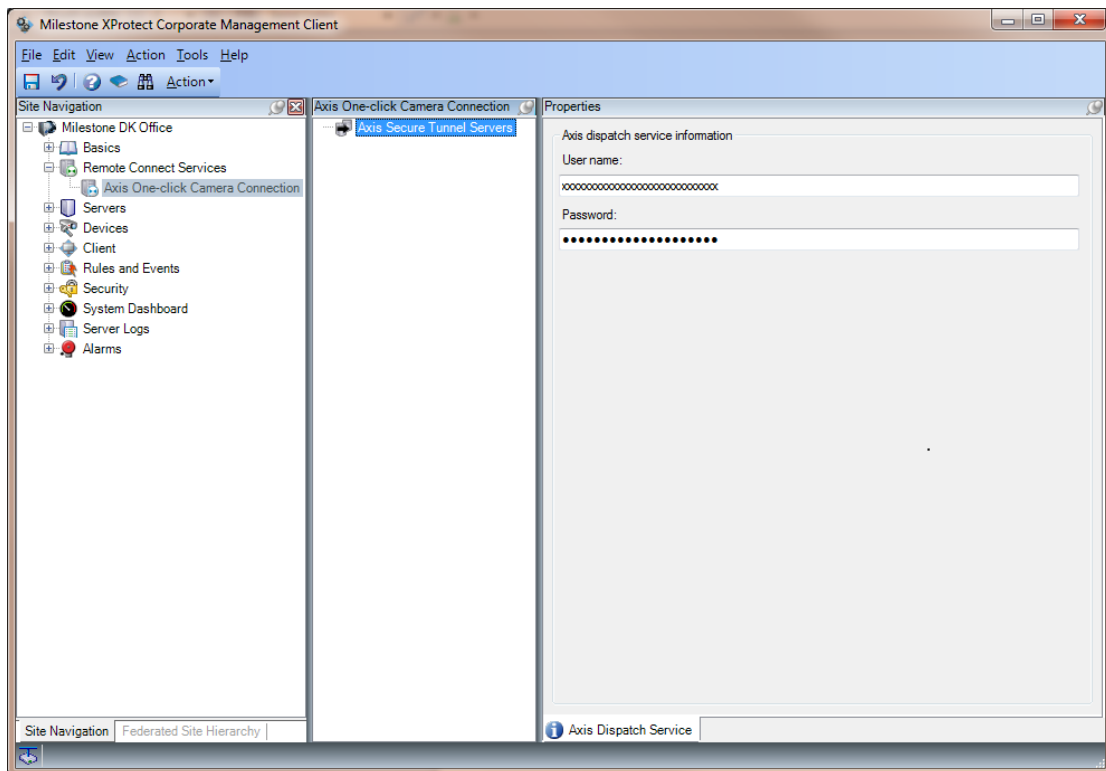 Milestone XProtect Corporate Management Client
File Edit View Action Tools Help
Action
Site Navigation
Milestone DK Office
Basics
Remote Connect Services
Axis One-click Camera Connection
Servers
Devices
Client
Rules and Events
Security
System Dashboard
Server Logs
Alarms
Site Navigation Federated Site Hierarchy
Axis One-click Camera Connection
Axis Secure Tunnel Servers
Properties
Axis dispatch service information
User name:
xxxxxxxxxxxxxxxxxxxxxxxxxxxx
Password:
••••••••••••••••••••
Axis Dispatch Service